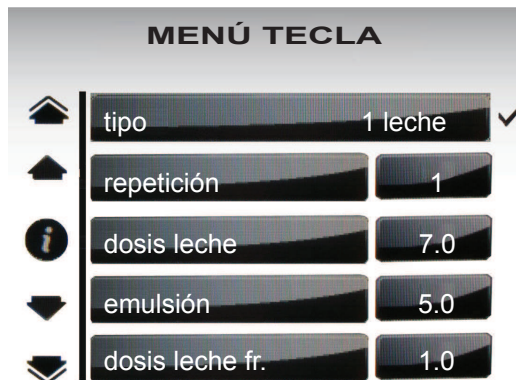 MENÚ TECLA
tipo 1 leche
repetición 1
dosis leche 7.0
emulsión 5.0
dosis leche fr. 1.0